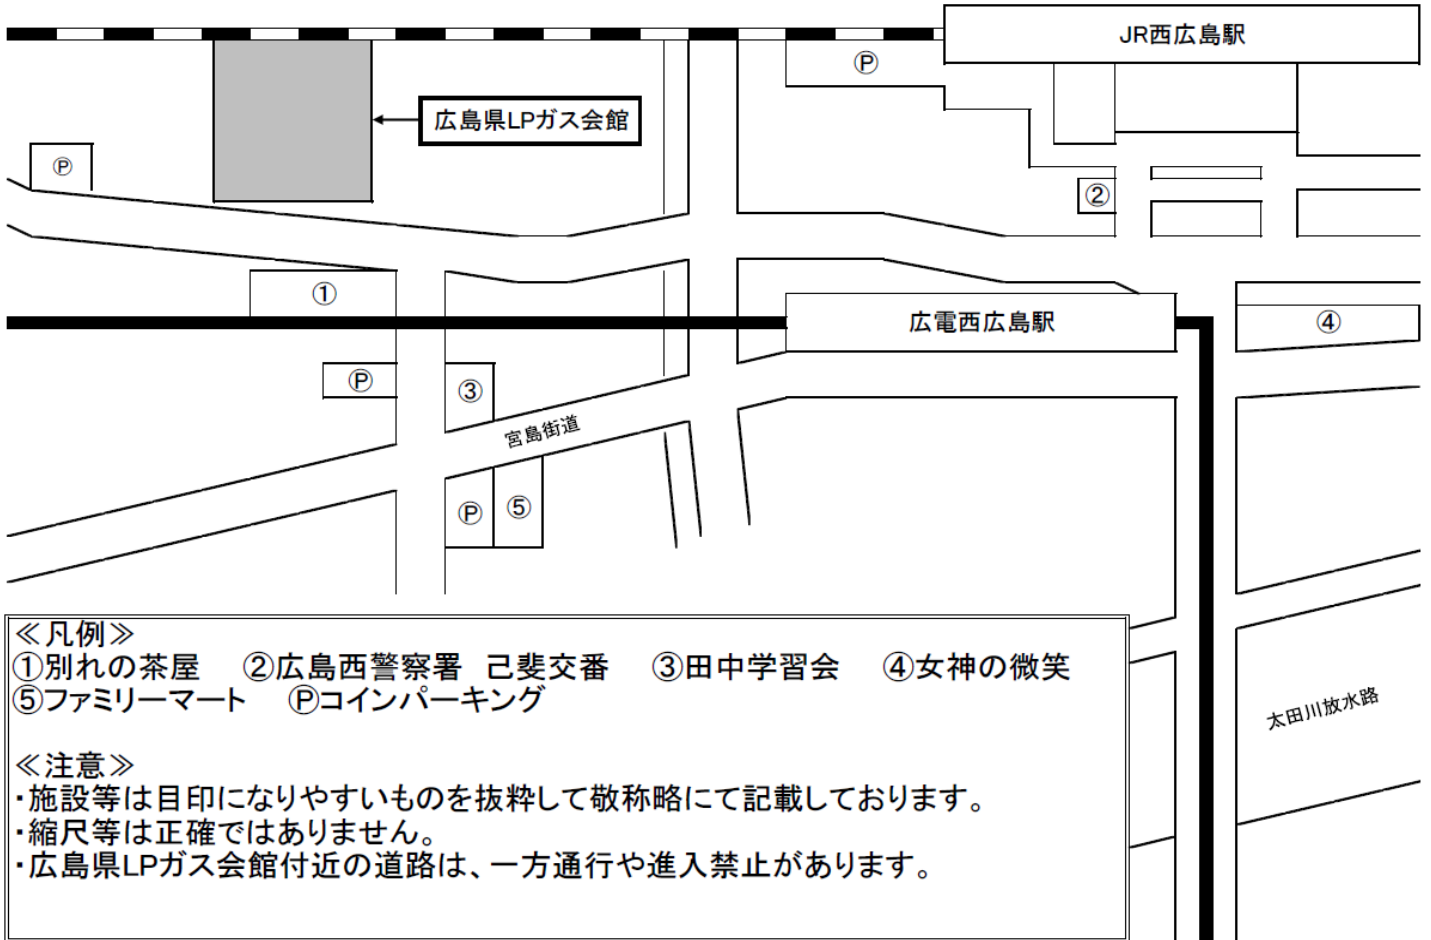 JR西広島駅
Ⓟ
広島県LPガス会館
Ⓟ
②
①
広電西広島駅
④
Ⓟ
③
宮島街道
Ⓟ
⑤
≪凡例≫
①別れの茶屋　②広島西警察署　己斐交番　③田中学習会　④女神の微笑
⑤ファミリーマート　Ⓟコインパーキング
太田川放水路
≪注意≫
・施設等は目印になりやすいものを抜粋して敬称略にて記載しております。
・縮尺等は正確ではありません。
・広島県LPガス会館付近の道路は、一方通行や進入禁止があります。